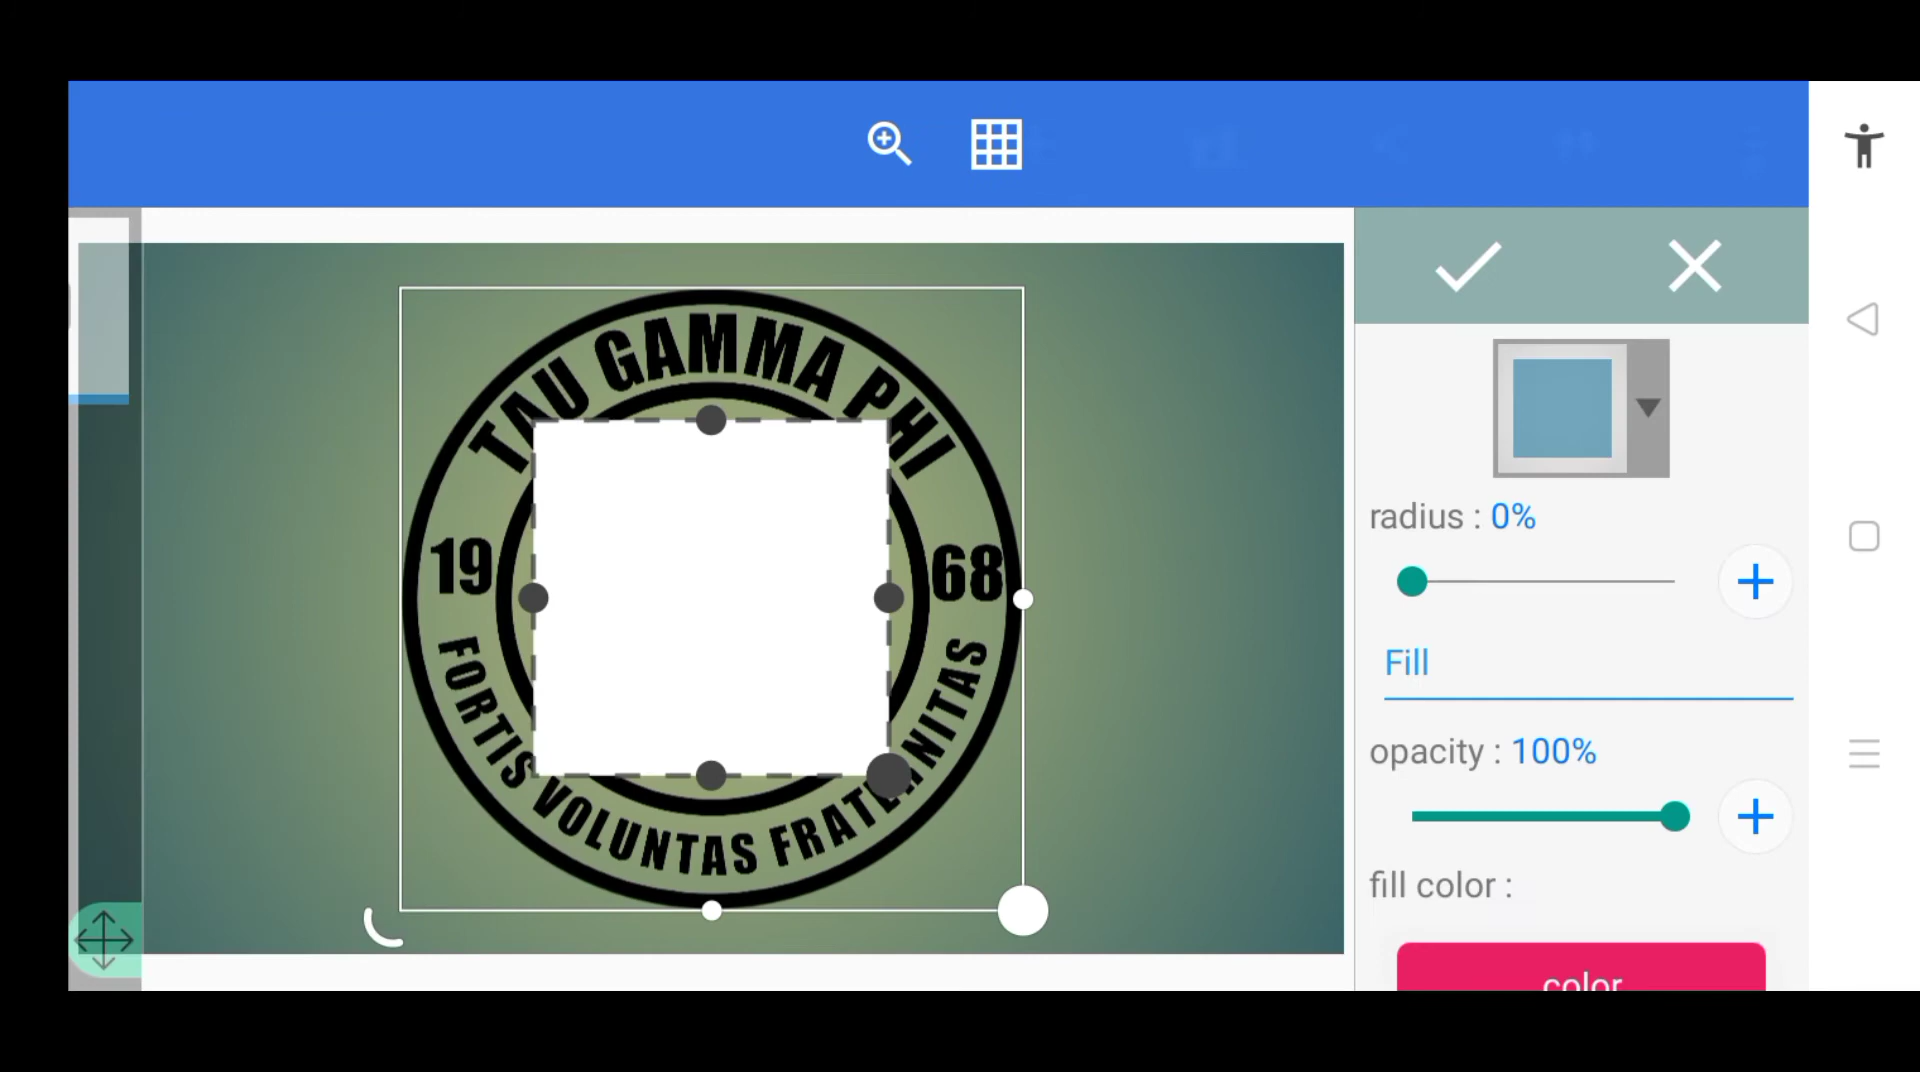 TAU GAMMA PHI
19 68
FORTIS VOLUNTAS FRATERNITAS
radius : 0%
Fill
opacity : 100%
fill color :
color